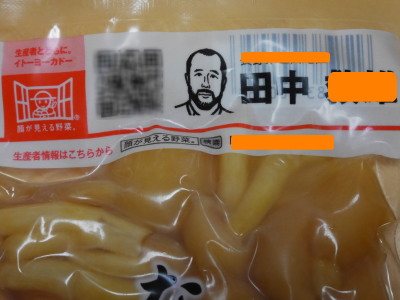 生産者とともに、
イトーヨーカドー
田中
顔が見える野菜。
顔が見える野菜。
生産者情報はこちらから